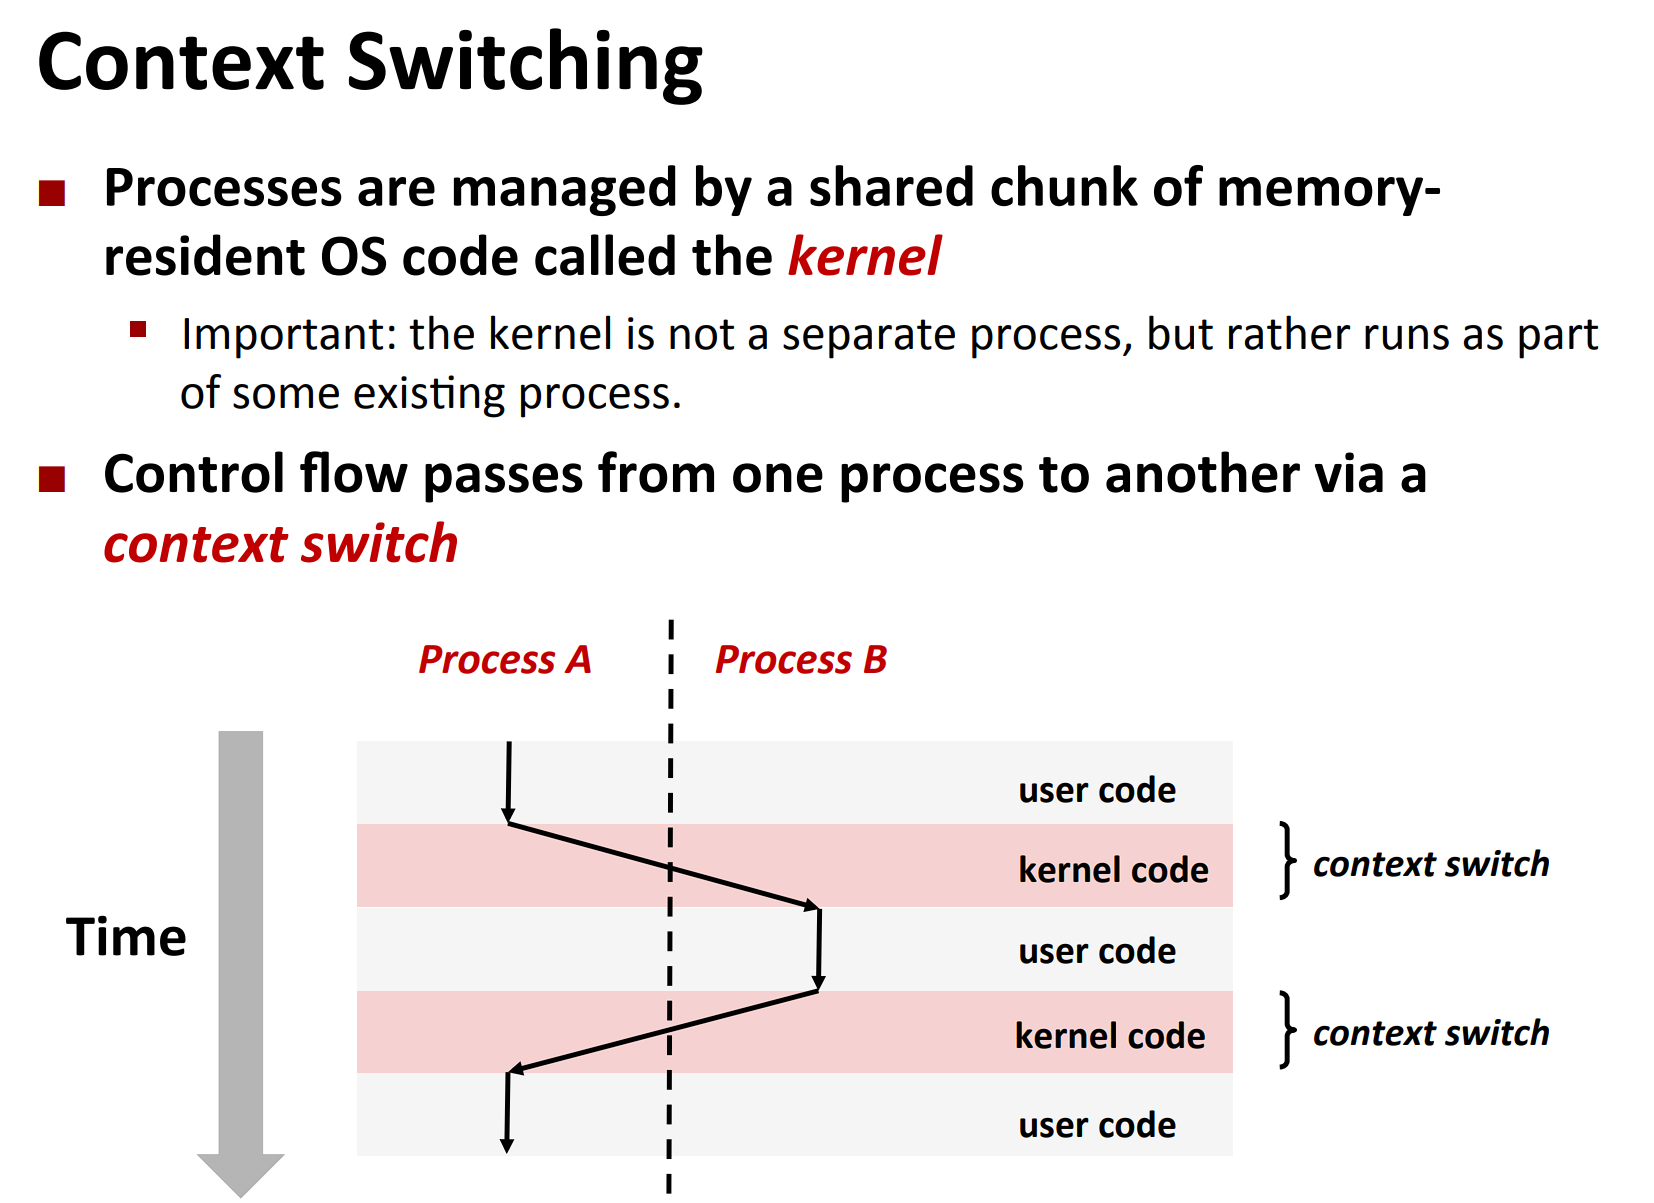 Context Switching
Processes are managed by a shared chunk of memory-
resident OS code called the kernel
Important: the kernel is not a separate process, but rather runs as part
of some existing process.
Control flow passes from one process to another via a
context switch
Process A
Process B
user code
kernel code
context switch
Time
user code
kernel code
context switch
user code